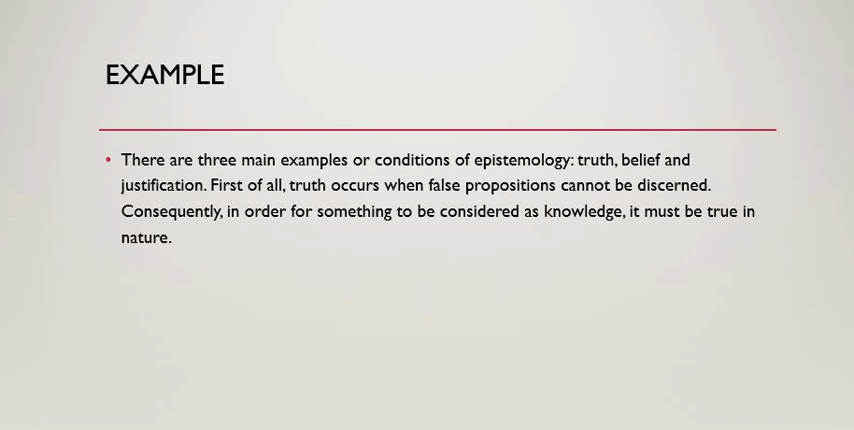 EXAMPLE
• There are three main examples or conditions of epistemology: truth, belief and
justification. First of all, truth occurs when false propositions cannot be discerned.
Consequently, in order for something to be considered as knowledge, it must be true in
nature.